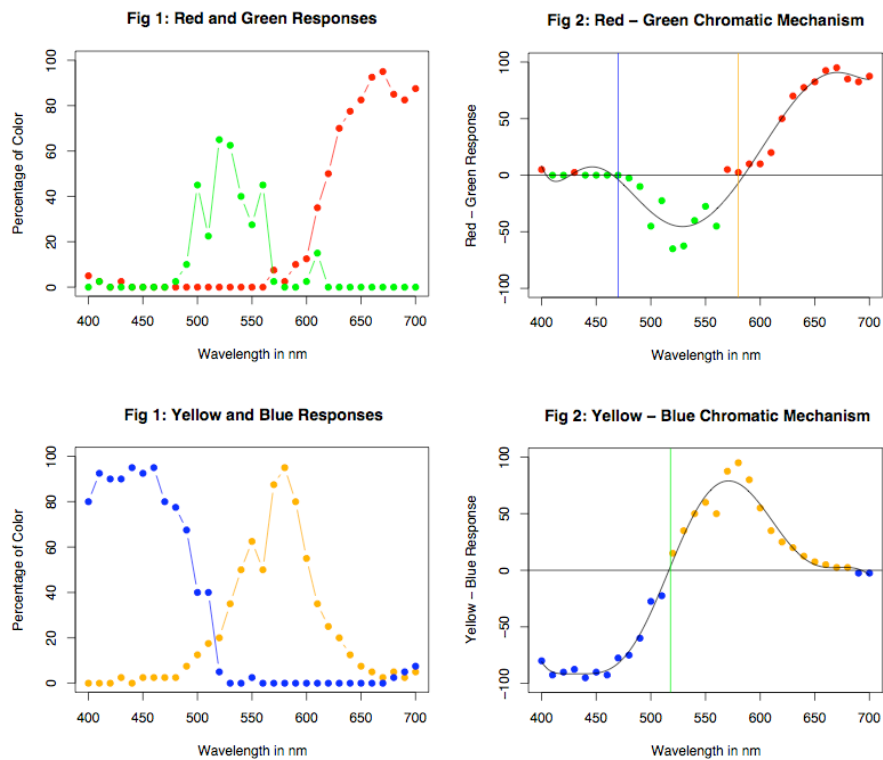 Fig 1: Red and Green Responses
Percentage of Color
0 20 40 60 80 100
400 450 500 550 600 650 700
Wavelength in nm
Fig 2: Red – Green Chromatic Mechanism
Red – Green Response
−100 −50 0 50 100
400 450 500 550 600 650 700
Wavelength in nm
Fig 1: Yellow and Blue Responses
Percentage of Color
0 20 40 60 80 100
400 450 500 550 600 650 700
Wavelength in nm
Fig 2: Yellow – Blue Chromatic Mechanism
Yellow – Blue Response
−100 −50 0 50 100
400 450 500 550 600 650 700
Wavelength in nm